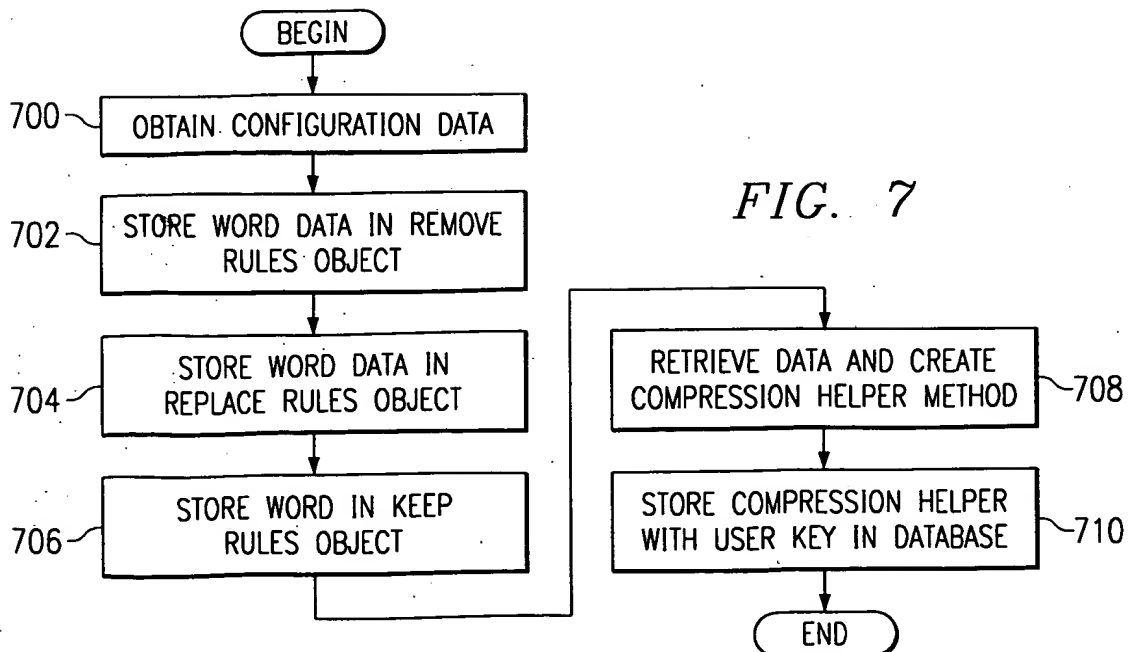 BEGIN
700
OBTAIN CONFIGURATION DATA
702
STORE WORD DATA IN REMOVE
RULES OBJECT
704
STORE WORD DATA IN
REPLACE RULES OBJECT
706
STORE WORD IN KEEP
RULES OBJECT
FIG. 7
RETRIEVE DATA AND CREATE
COMPRESSION HELPER METHOD
708
STORE COMPRESSION HELPER
WITH USER KEY IN DATABASE
710
END